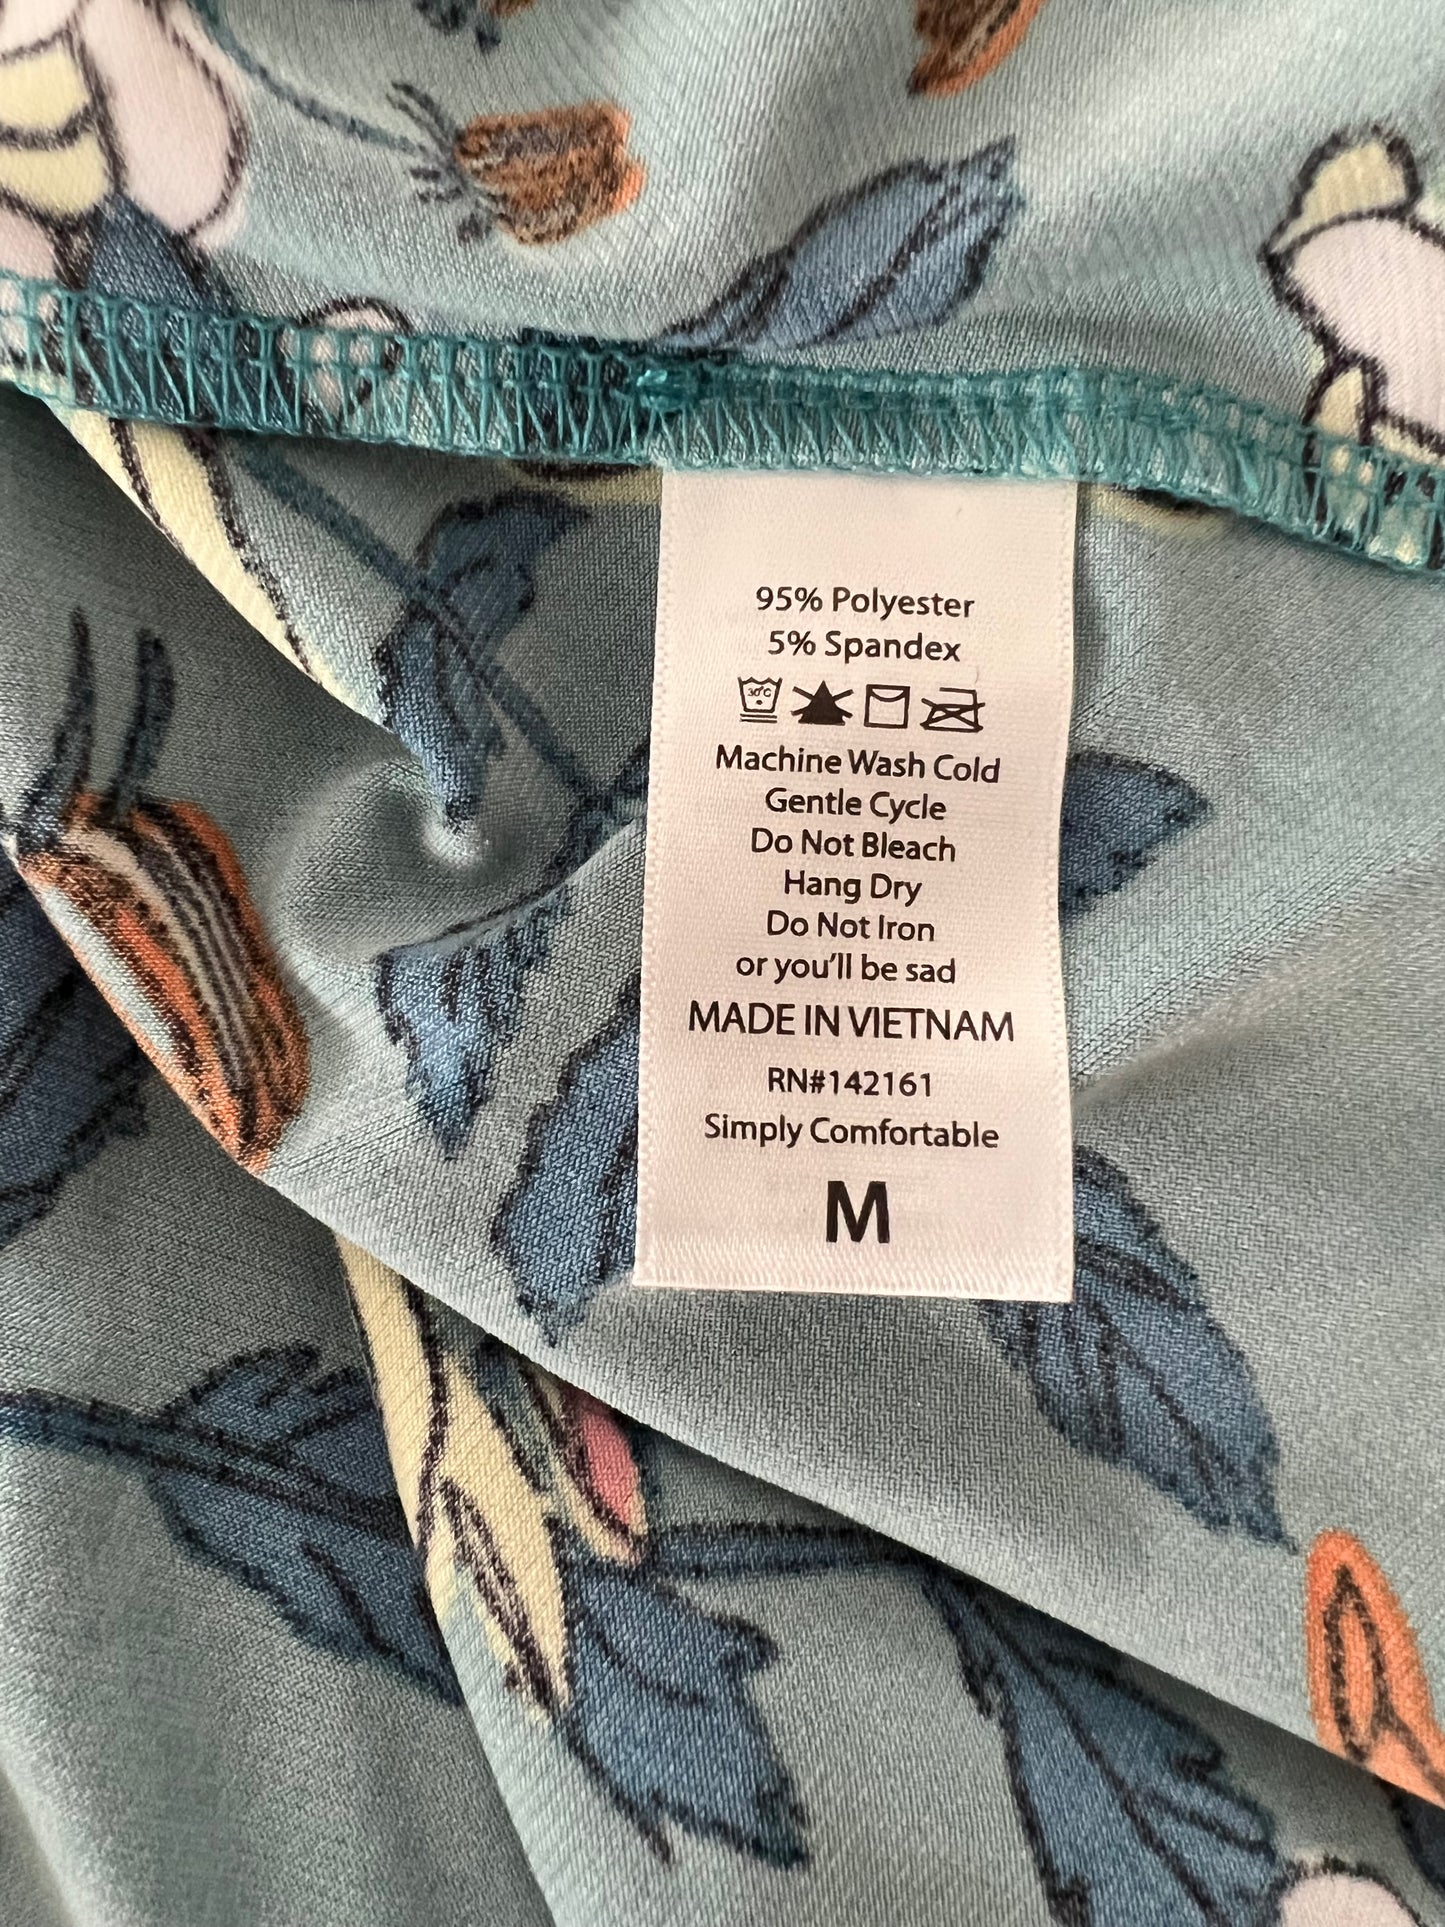 95% Polyester
5% Spandex
30°C
Machine Wash Cold
Gentle Cycle
Do Not Bleach
Hang Dry
Do Not Iron
or you'll be sad
MADE IN VIETNAM
RN#142161
Simply Comfortable
M